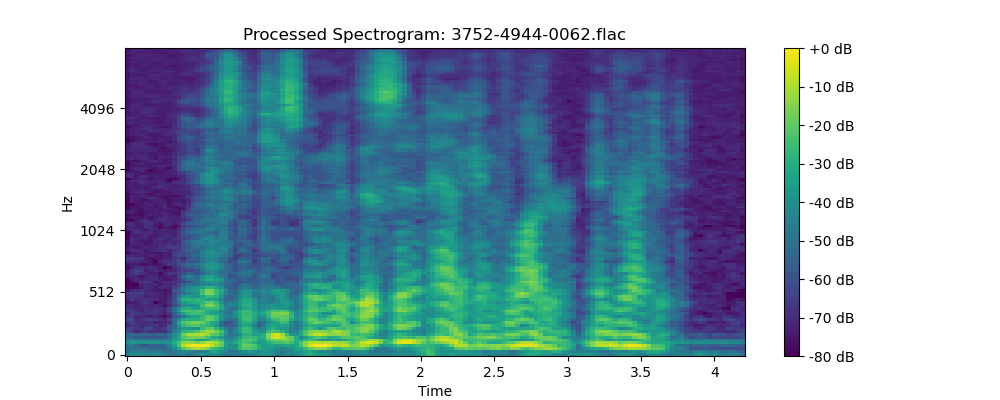 Processed Spectrogram: 3752-4944-0062.flac
Hz
4096
2048
1024
512
0
0 0.5 1 1.5 2 2.5 3 3.5 4
Time
+0 dB
-10 dB
-20 dB
-30 dB
-40 dB
-50 dB
-60 dB
-70 dB
-80 dB